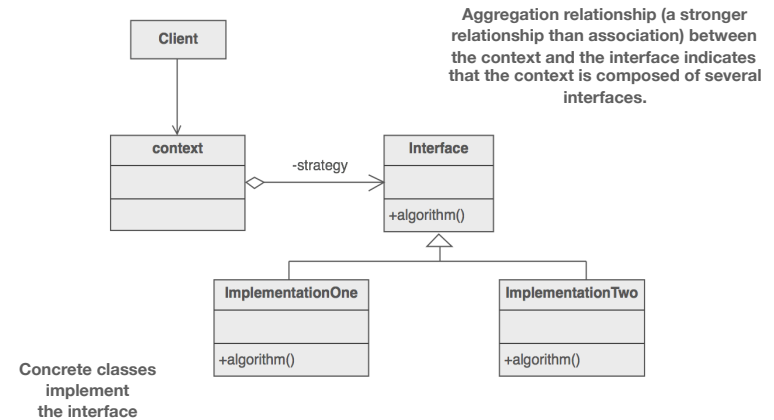 Aggregation relationship (a stronger
relationship than association) between
the context and the interface indicates
that the context is composed of several
interfaces.
Client
context
-strategy
Interface
+algorithm()
ImplementationOne
+algorithm()
ImplementationTwo
+algorithm()
Concrete classes
implement
the interface